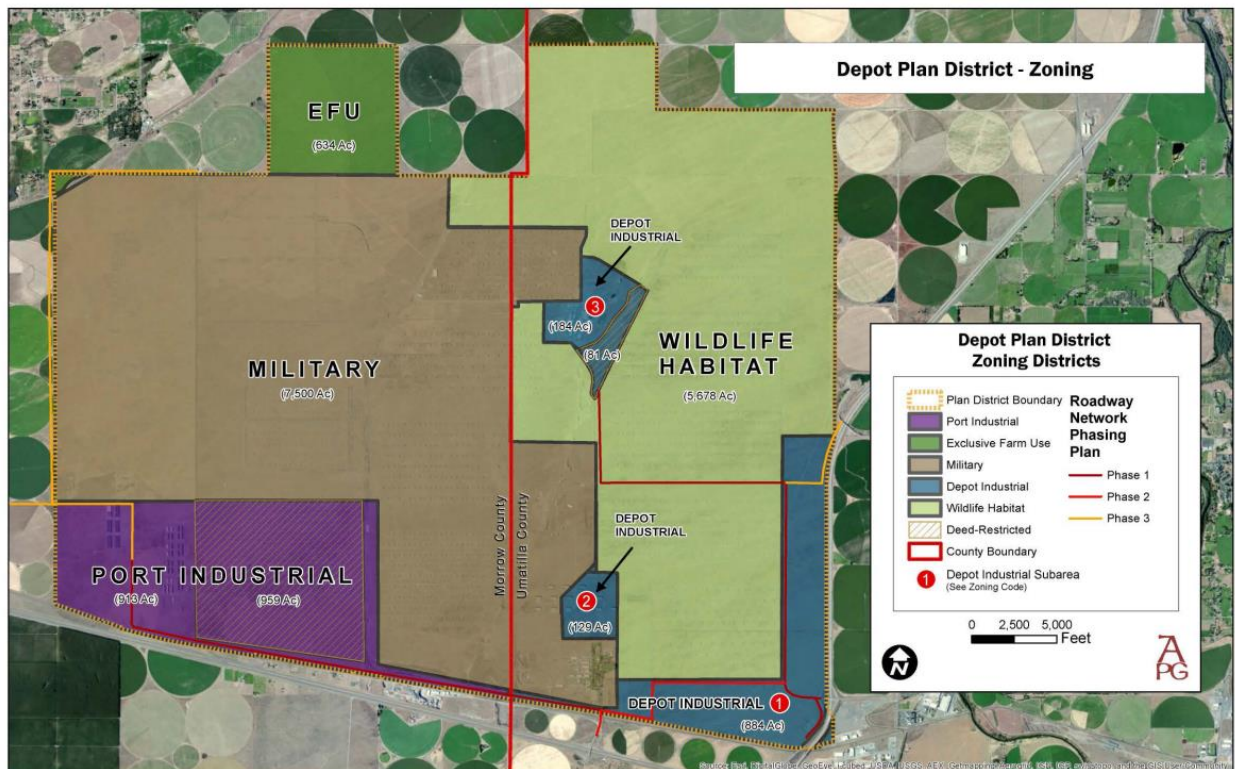 Depot Plan District - Zoning
EFU
(634 Ac)
DEPOT
INDUSTRIAL
3
(184 Ac)
(81 Ac)
WILDLIFE
HABITAT
(5 678 Ac)
MILITARY
(7 500 Ac)
Morrow County
Umatilla County
DEPOT
INDUSTRIAL
2
(129 Ac)
PORT INDUSTRIAL
(913 Ac)
(959 Ac)
DEPOT INDUSTRIAL
1
(884 Ac)
Depot Plan District
Zoning Districts
Plan District Boundary
Port Industrial
Exclusive Farm Use
Military
Depot Industrial
Wildlife Habitat
Deed-Restricted
County Boundary
1
Depot Industrial Subarea
(See Zoning Code)
Roadway
Network
Phasing
Plan
Phase 1
Phase 2
Phase 3
0 2,500 5,000
Feet
N
APG